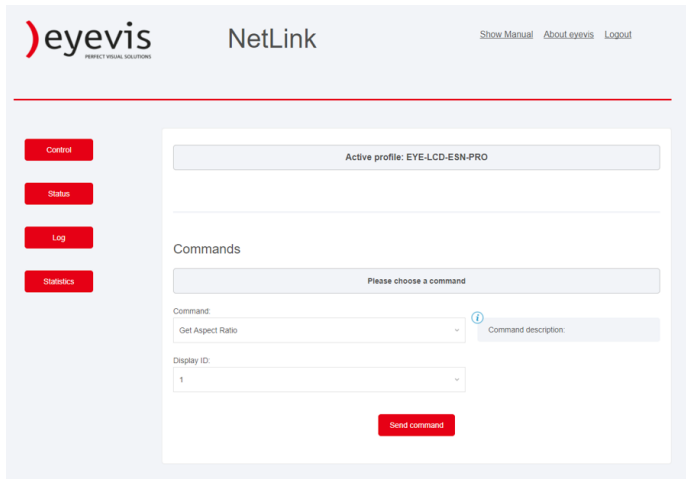 eyevis
PERFECT VISUAL SOLUTIONS
NetLink
Show Manual About eyevis Logout
Control
Status
Log
Statistics
Active profile: EYE-LCD-ESN-PRO
Commands
Please choose a command
Command:
Get Aspect Ratio
i
Command description:
Display ID:
1
Send command